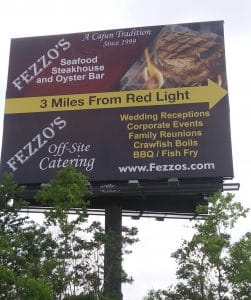 A Cajun Tradition
Since 1999
FEZZO'S
Seafood
Steakhouse
and Oyster Bar
3 Miles From Red Light
FEZZO'S
Off-Site
Catering
Wedding Receptions
Corporate Events
Family Reunions
Crawfish Boils
BBQ / Fish Fry
www.Fezzos.com